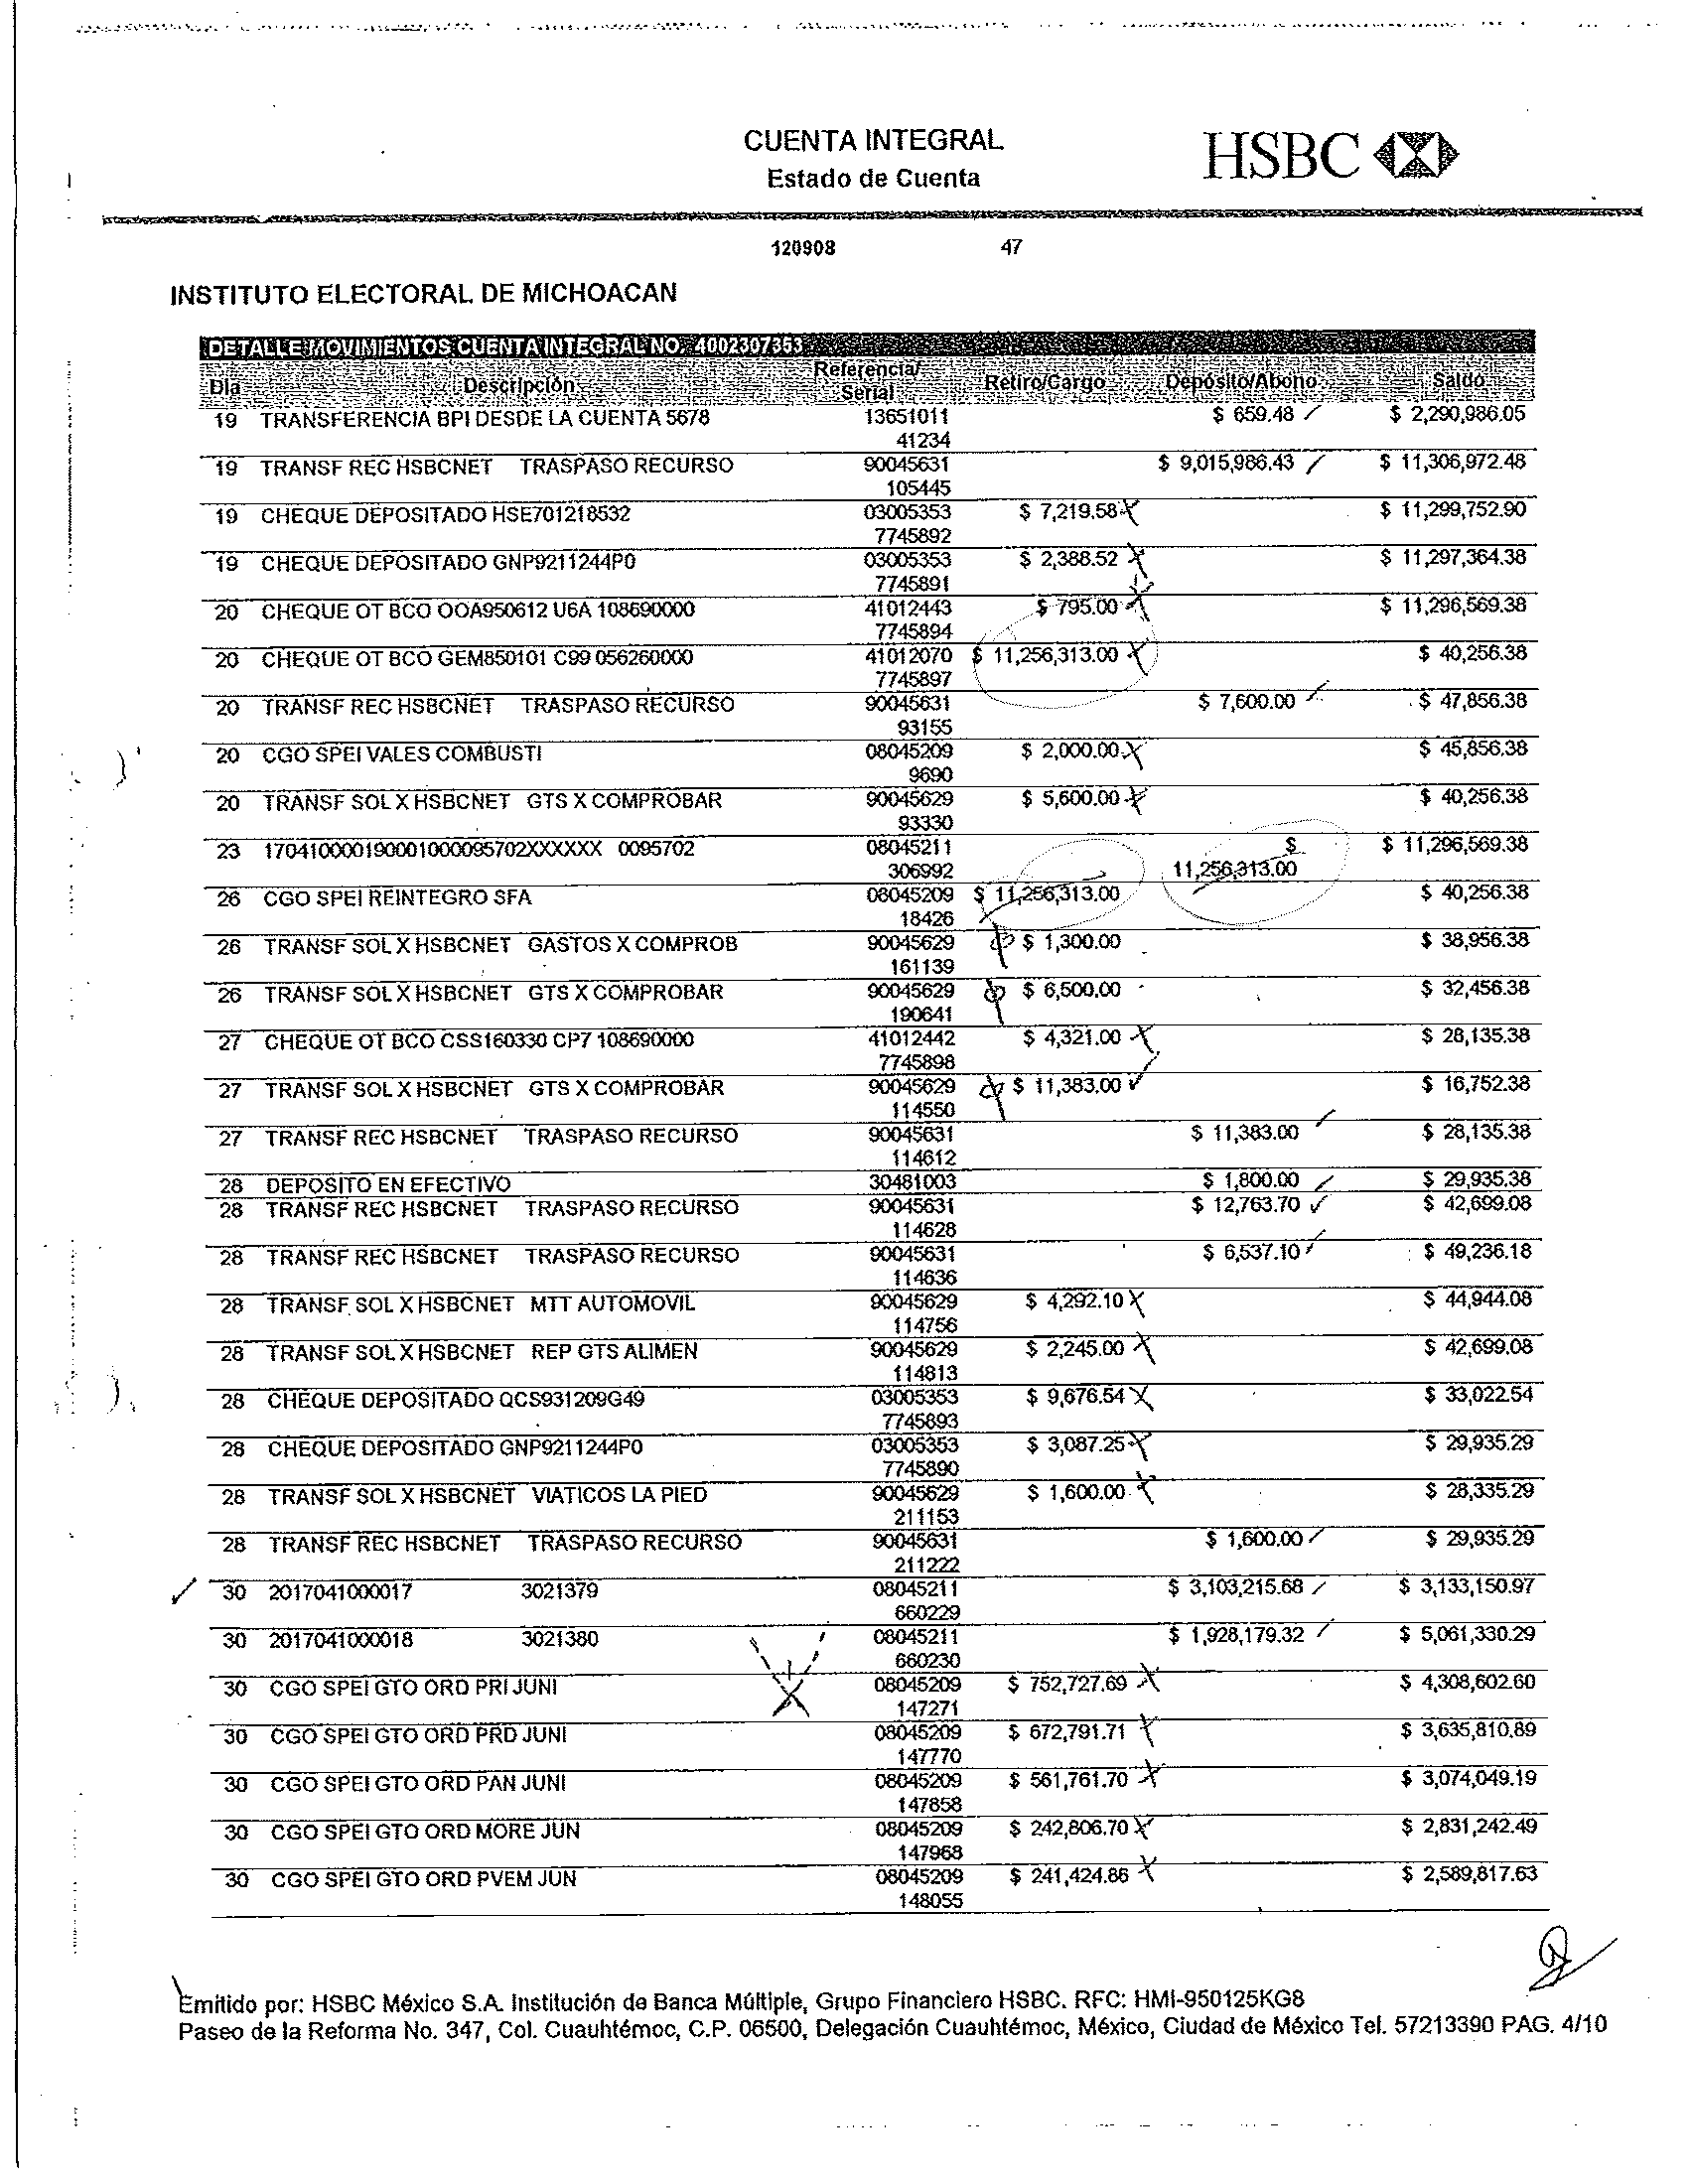 CUENTA INTEGRAL
Estado de Cuenta
HSBC
120908 47
INSTITUTO ELECTORAL DE MICHOACAN
DETALLE MOVIMIENTOS CUENTA INTEGRAL NO. 4002307353
Día Descripción Referencia/ Serial Retiro/Cargo Depósito/Abono Saldo
19 TRANSFERENCIA BPI DESDE LA CUENTA 5678 13651011 $ 659.48 $ 2,290,986.05
41234
19 TRANSF REC HSBCNET TRASPASO RECURSO 90045631 $ 9,015,986.43 $ 11,306,972.48
105445
19 CHEQUE DEPOSITADO HSE701218532 03005353 $ 7,219.58 $ 11,299,752.90
7745892
19 CHEQUE DEPOSITADO GNP9211244P0 03005353 $ 2,388.52 $ 11,297,364.38
7745891
20 CHEQUE OT BCO OOA950612 U6A 108690000 41012443 $ 795.00 $ 11,296,569.38
7745894
20 CHEQUE OT BCO GEM850101 C99 056260000 41012070 $ 11,256,313.00 $ 40,256.38
7745897
20 TRANSF REC HSBCNET TRASPASO RECURSO 90045631 $ 7,600.00 $ 47,856.38
93155
20 CGO SPEI VALES COMBUSTI 08045209 $ 2,000.00 $ 45,856.38
9690
20 TRANSF SOL X HSBCNET GTS X COMPROBAR 90045629 $ 5,600.00 $ 40,256.38
93330
23 1704100001900010000095702XXXXXX 0095702 08045211 $ $ 11,296,569.38
306992 11,256,313.00
26 CGO SPEI REINTEGRO SFA 08045209 $ 11,256,313.00 $ 40,256.38
18426
26 TRANSF SOL X HSBCNET GASTOS X COMPROB 90045629 $ 1,300.00 $ 38,956.38
161139
26 TRANSF SOL X HSBCNET GTS X COMPROBAR 90045629 $ 6,500.00 $ 32,456.38
190641
27 CHEQUE OT BCO CSS160330 CP7 108690000 41012442 $ 4,321.00 $ 28,135.38
7745898
27 TRANSF SOL X HSBCNET GTS X COMPROBAR 90045629 $ 11,383.00 $ 16,752.38
114550
27 TRANSF REC HSBCNET TRASPASO RECURSO 90045631 $ 11,383.00 $ 28,135.38
114612
28 DEPOSITO EN EFECTIVO 30481003 $ 1,800.00 $ 29,935.38
28 TRANSF REC HSBCNET TRASPASO RECURSO 90045631 $ 12,763.70 $ 42,699.08
114628
28 TRANSF REC HSBCNET TRASPASO RECURSO 90045631 $ 6,537.10 $ 49,236.18
114636
28 TRANSF SOL X HSBCNET MTT AUTOMOVIL 90045629 $ 4,292.10 $ 44,944.08
114756
28 TRANSF SOL X HSBCNET REP GTS ALIMEN 90045629 $ 2,245.00 $ 42,699.08
114813
28 CHEQUE DEPOSITADO QCS931209G49 03005353 $ 9,676.54 $ 33,022.54
7745893
28 CHEQUE DEPOSITADO GNP9211244P0 03005353 $ 3,087.25 $ 29,935.29
7745890
28 TRANSF SOL X HSBCNET VIATICOS LA PIED 90045629 $ 1,600.00 $ 28,335.29
211153
28 TRANSF REC HSBCNET TRASPASO RECURSO 90045631 $ 1,600.00 $ 29,935.29
211222
30 2017041000017 3021379 08045211 $ 3,103,215.68 $ 3,133,150.97
660229
30 2017041000018 3021380 08045211 $ 1,928,179.32 $ 5,061,330.29
660230
30 CGO SPEI GTO ORD PRI JUNI 08045209 $ 752,727.69 $ 4,308,602.60
147271
30 CGO SPEI GTO ORD PRD JUNI 08045209 $ 672,791.71 $ 3,635,810.89
147770
30 CGO SPEI GTO ORD PAN JUNI 08045209 $ 561,761.70 $ 3,074,049.19
147858
30 CGO SPEI GTO ORD MORE JUN 08045209 $ 242,806.70 $ 2,831,242.49
147968
30 CGO SPEI GTO ORD PVEM JUN 08045209 $ 241,424.86 $ 2,589,817.63
148055
Emitido por: HSBC México S.A. Institución de Banca Múltiple, Grupo Financiero HSBC. RFC: HMI-950125KG8
Paseo de la Reforma No. 347, Col. Cuauhtémoc, C.P. 06500, Delegación Cuauhtémoc, México, Ciudad de México Tel. 57213390 PAG. 4/10